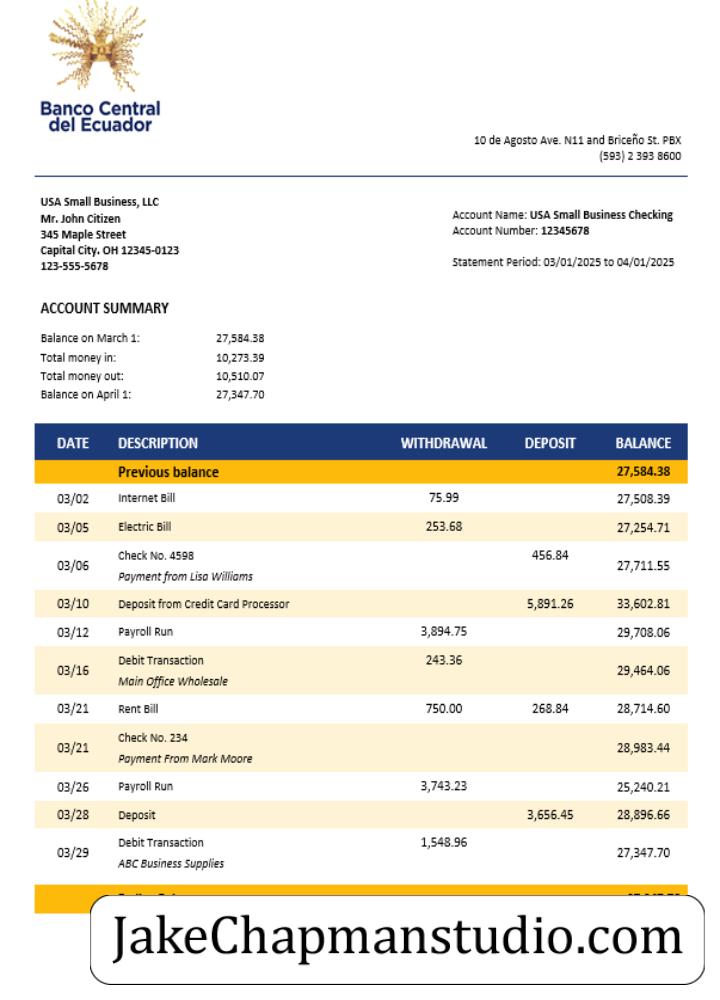 Banco Central
del Ecuador
10 de Agosto Ave. N11 and Briceño St. PBX
(593) 2 393 8600
USA Small Business, LLC
Mr. John Citizen
345 Maple Street
Capital City. OH 12345-0123
123-555-5678
Account Name: USA Small Business Checking
Account Number: 12345678
Statement Period: 03/01/2025 to 04/01/2025
ACCOUNT SUMMARY
Balance on March 1: 27,584.38
Total money in: 10,273.39
Total money out: 10,510.07
Balance on April 1: 27,347.70
DATE DESCRIPTION WITHDRAWAL DEPOSIT BALANCE
Previous balance 27,584.38
03/02 Internet Bill 75.99 27,508.39
03/05 Electric Bill 253.68 27,254.71
03/06 Check No. 4598 456.84 27,711.55
Payment from Lisa Williams
03/10 Deposit from Credit Card Processor 5,891.26 33,602.81
03/12 Payroll Run 3,894.75 29,708.06
03/16 Debit Transaction 243.36 29,464.06
Main Office Wholesale
03/21 Rent Bill 750.00 268.84 28,714.60
03/21 Check No. 234 28,983.44
Payment From Mark Moore
03/26 Payroll Run 3,743.23 25,240.21
03/28 Deposit 3,656.45 28,896.66
03/29 Debit Transaction 1,548.96 27,347.70
ABC Business Supplies
JakeChapmanstudio.com